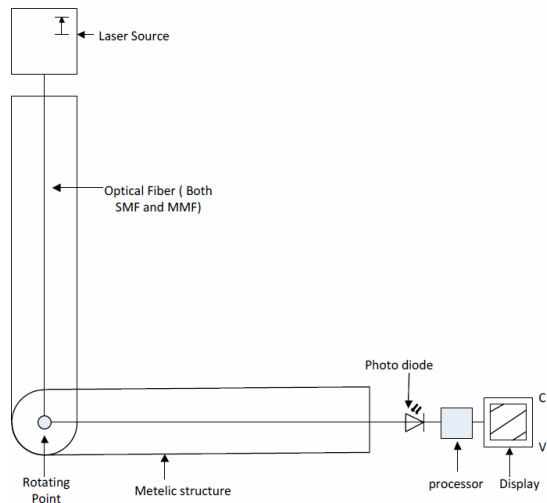 Laser Source
Optical Fiber ( Both
SMF and MMF)
Photo diode
C
V
Rotating
Point
Metelic structure
processor
Display